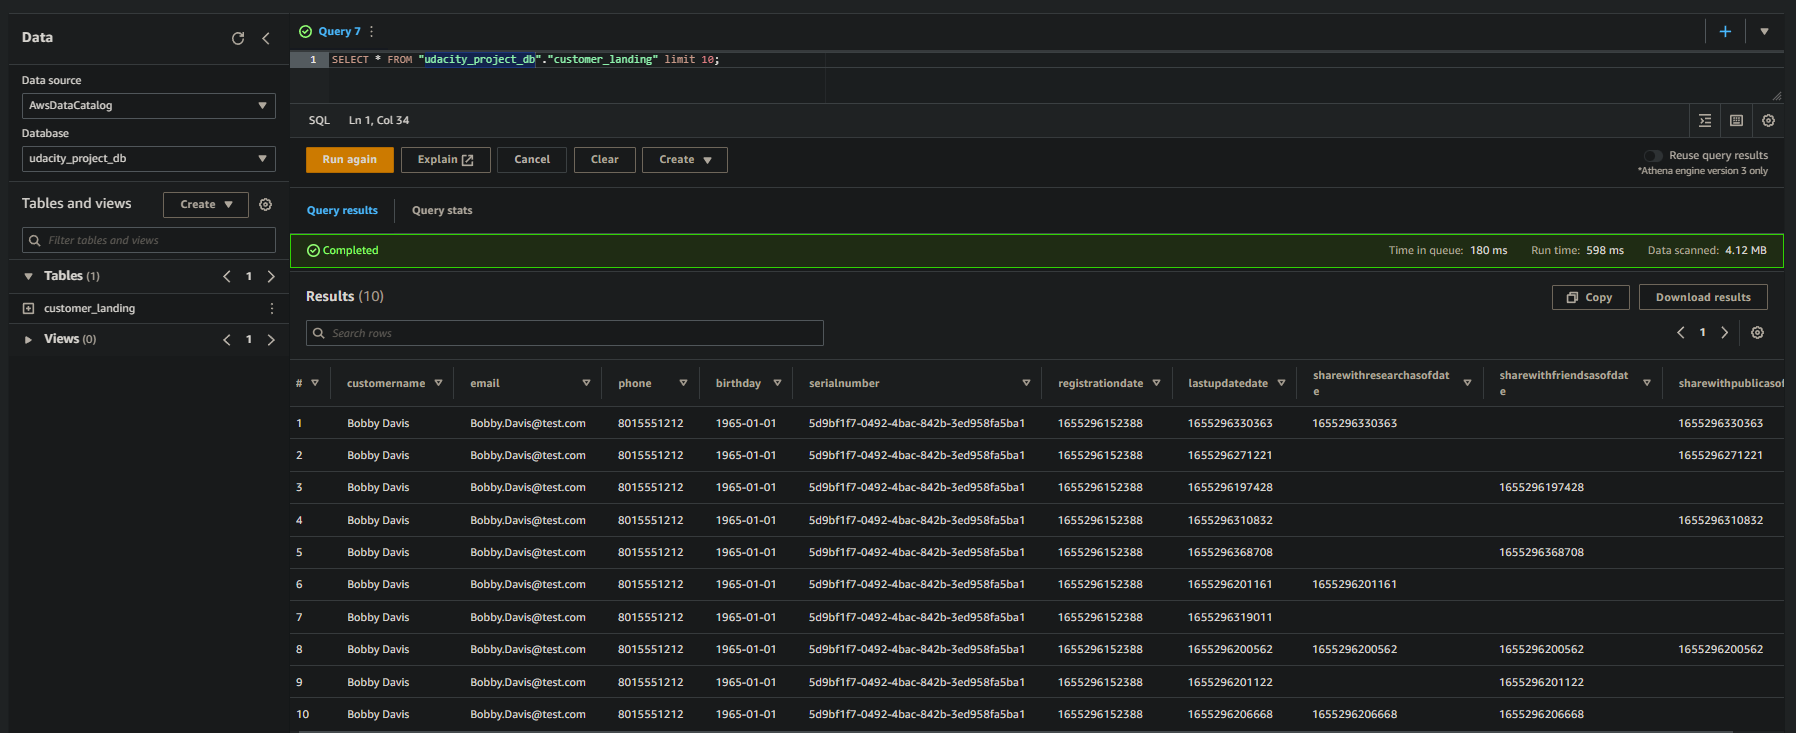 Data
Data source
AwsDataCatalog
Database
udacity_project_db
Tables and views
Create
Filter tables and views
Tables (1)
1
customer_landing
Views (0)
1
Query 7
1 SELECT * FROM "udacity_project_db"."customer_landing" limit 10;
SQL Ln 1, Col 34
Run again Explain Cancel Clear Create
Reuse query results
*Athena engine version 3 only
Query results Query stats
Completed Time in queue: 180 ms Run time: 598 ms Data scanned: 4.12 MB
Results (10)
Copy Download results
Search rows
1
# customername email phone birthday serialnumber registrationdate lastupdatedate sharewithresearchasofdate sharewithfriendsasofdate sharewithpublicasof
1 Bobby Davis Bobby.Davis@test.com 8015551212 1965-01-01 5d9bf1f7-0492-4bac-842b-3ed958fa5ba1 1655296152388 1655296330363 1655296330363 1655296330363
2 Bobby Davis Bobby.Davis@test.com 8015551212 1965-01-01 5d9bf1f7-0492-4bac-842b-3ed958fa5ba1 1655296152388 1655296271221 1655296271221
3 Bobby Davis Bobby.Davis@test.com 8015551212 1965-01-01 5d9bf1f7-0492-4bac-842b-3ed958fa5ba1 1655296152388 1655296197428 1655296197428
4 Bobby Davis Bobby.Davis@test.com 8015551212 1965-01-01 5d9bf1f7-0492-4bac-842b-3ed958fa5ba1 1655296152388 1655296310832 1655296310832
5 Bobby Davis Bobby.Davis@test.com 8015551212 1965-01-01 5d9bf1f7-0492-4bac-842b-3ed958fa5ba1 1655296152388 1655296368708 1655296368708
6 Bobby Davis Bobby.Davis@test.com 8015551212 1965-01-01 5d9bf1f7-0492-4bac-842b-3ed958fa5ba1 1655296152388 1655296201161 1655296201161
7 Bobby Davis Bobby.Davis@test.com 8015551212 1965-01-01 5d9bf1f7-0492-4bac-842b-3ed958fa5ba1 1655296152388 1655296319011
8 Bobby Davis Bobby.Davis@test.com 8015551212 1965-01-01 5d9bf1f7-0492-4bac-842b-3ed958fa5ba1 1655296152388 1655296200562 1655296200562 1655296200562 1655296200562
9 Bobby Davis Bobby.Davis@test.com 8015551212 1965-01-01 5d9bf1f7-0492-4bac-842b-3ed958fa5ba1 1655296152388 1655296201122 1655296201122
10 Bobby Davis Bobby.Davis@test.com 8015551212 1965-01-01 5d9bf1f7-0492-4bac-842b-3ed958fa5ba1 1655296152388 1655296206668 1655296206668 1655296206668